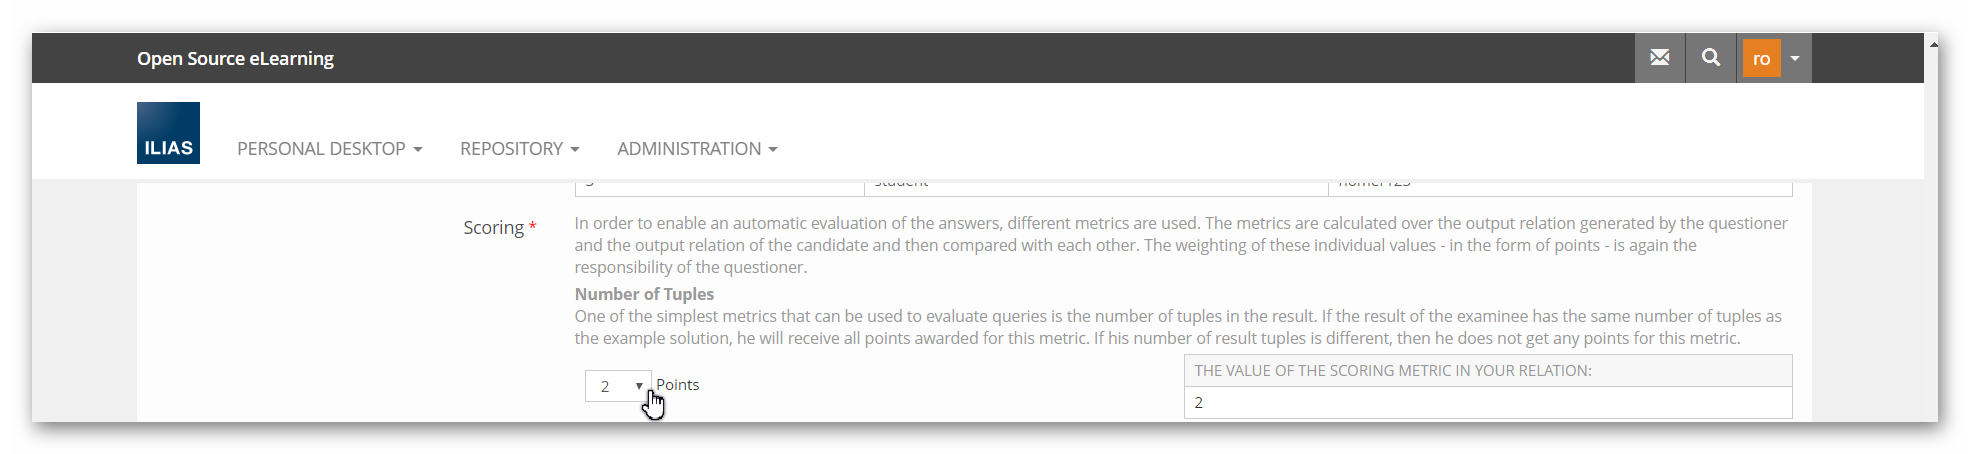 Open Source eLearning
ro
ILIAS
PERSONAL DESKTOP
REPOSITORY
ADMINISTRATION
student
Scoring *
In order to enable an automatic evaluation of the answers, different metrics are used. The metrics are calculated over the output relation generated by the questioner
and the output relation of the candidate and then compared with each other. The weighting of these individual values - in the form of points - is again the
responsibility of the questioner.
Number of Tuples
One of the simplest metrics that can be used to evaluate queries is the number of tuples in the result. If the result of the examinee has the same number of tuples as
the example solution, he will receive all points awarded for this metric. If his number of result tuples is different, then he does not get any points for this metric.
2 Points
THE VALUE OF THE SCORING METRIC IN YOUR RELATION:
2